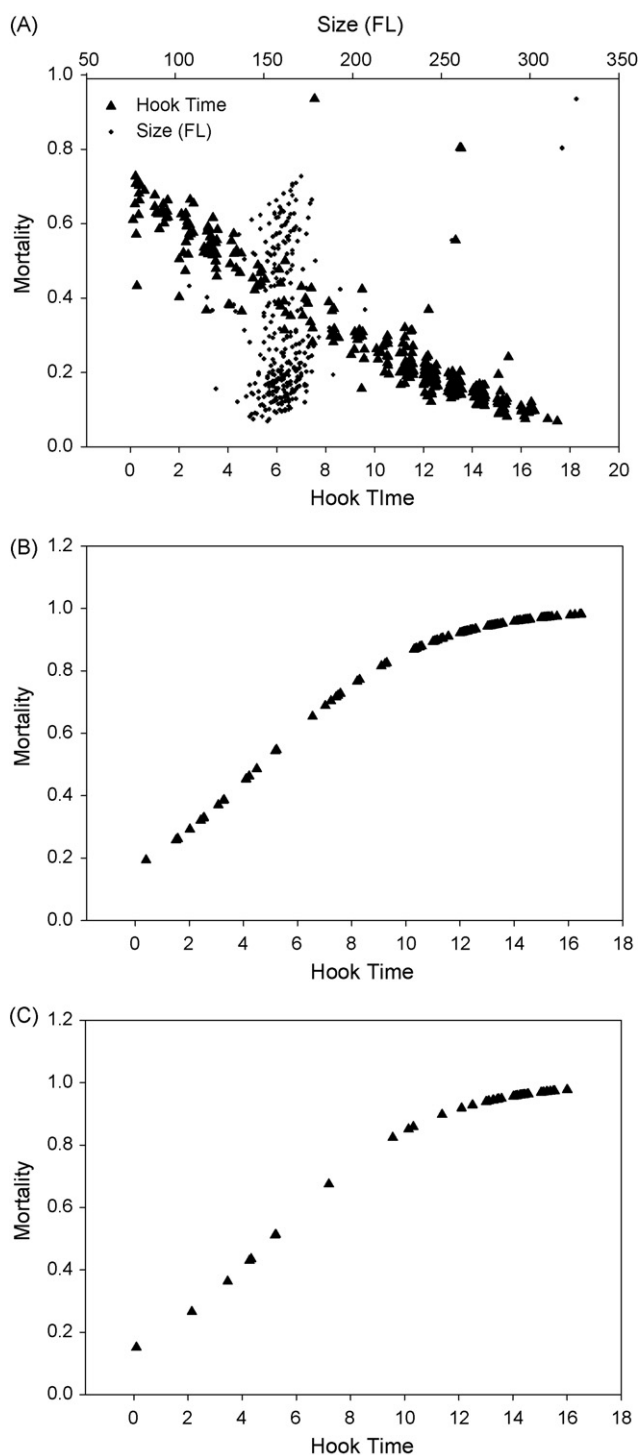 (A)
Size (FL)
50 100 150 200 250 300 350
1.0
0.8
0.6
0.4
0.2
0.0
Mortality
Hook Time
Size (FL)
0 2 4 6 8 10 12 14 16 18 20
Hook TIme
(B)
1.2
1.0
0.8
0.6
0.4
0.2
0.0
Mortality
0 2 4 6 8 10 12 14 16 18
Hook Time
(C)
1.2
1.0
0.8
0.6
0.4
0.2
0.0
Mortality
0 2 4 6 8 10 12 14 16 18
Hook Time